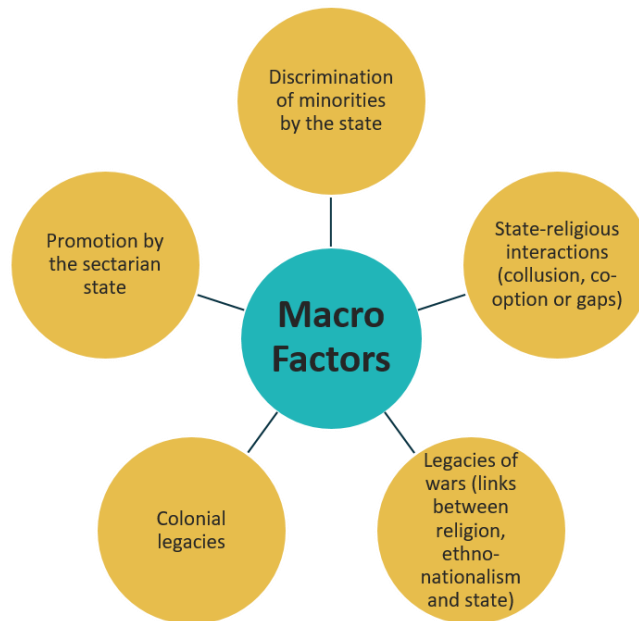 Discrimination
of minorities
by the state
State-religious
interactions
(collusion, co-
option or gaps)
Legacies of
wars (links
between
religion,
ethno-
nationalism
and state)
Colonial
legacies
Promotion by
the sectarian
state
Macro
Factors